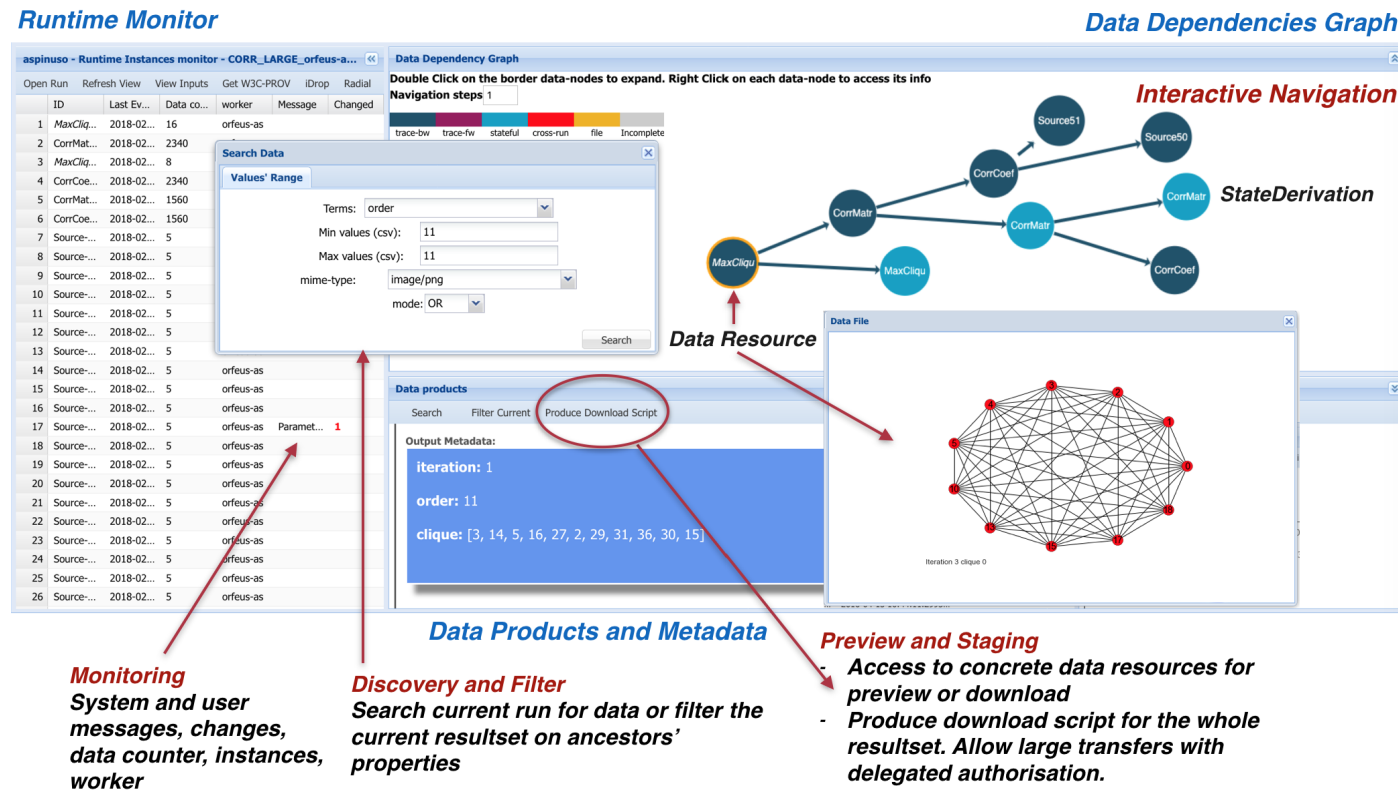 Runtime Monitor
Data Dependencies Graph
aspinuso - Runtime Instances monitor - CORR_LARGE_orfeus-a...
Open Run Refresh View View Inputs Get W3C-PROV iDrop Radial
ID Last Ev... Data co... worker Message Changed
1 MaxCliq... 2018-02... 16 orfeus-as
2 CorrMat... 2018-02... 2340
3 MaxCliq... 2018-02... 8
4 CorrCoe... 2018-02... 2340
5 CorrMat... 2018-02... 1560
6 CorrCoe... 2018-02... 1560
7 Source-... 2018-02... 5
8 Source-... 2018-02... 5
9 Source-... 2018-02... 5
10 Source-... 2018-02... 5
11 Source-... 2018-02... 5
12 Source-... 2018-02... 5
13 Source-... 2018-02... 5
14 Source-... 2018-02... 5 orfeus-as
15 Source-... 2018-02... 5 orfeus-as
16 Source-... 2018-02... 5 orfeus-as
17 Source-... 2018-02... 5 orfeus-as Paramet... 1
18 Source-... 2018-02... 5 orfeus-as
19 Source-... 2018-02... 5 orfeus-as
20 Source-... 2018-02... 5 orfeus-as
21 Source-... 2018-02... 5 orfeus-as
22 Source-... 2018-02... 5 orfeus-as
23 Source-... 2018-02... 5 orfeus-as
24 Source-... 2018-02... 5 orfeus-as
25 Source-... 2018-02... 5 orfeus-as
26 Source-... 2018-02... 5 orfeus-as
Data Dependency Graph
Double Click on the border data-nodes to expand. Right Click on each data-node to access its info
Navigation steps 1
trace-bw trace-fw stateful cross-run file Incomplete
Interactive Navigation
Source51
Source50
CorrCoef
CorrMatr
StateDerivation
CorrMatr
CorrMatr
MaxCliqu
MaxCliqu
CorrCoef
Search Data
Values' Range
Terms: order
Min values (csv): 11
Max values (csv): 11
mime-type: image/png
mode: OR
Search
Data Resource
Data File
3
2
4
1
5
0
10
18
13
17
Iteration 3 clique 0
Data products
Search Filter Current Produce Download Script
Output Metadata:
iteration: 1
order: 11
clique: [3, 14, 5, 16, 27, 2, 29, 31, 36, 30, 15]
Data Products and Metadata
Monitoring
System and user
messages, changes,
data counter, instances,
worker
Discovery and Filter
Search current run for data or filter the
current resultset on ancestors'
properties
Preview and Staging
- Access to concrete data resources for
preview or download
- Produce download script for the whole
resultset. Allow large transfers with
delegated authorisation.